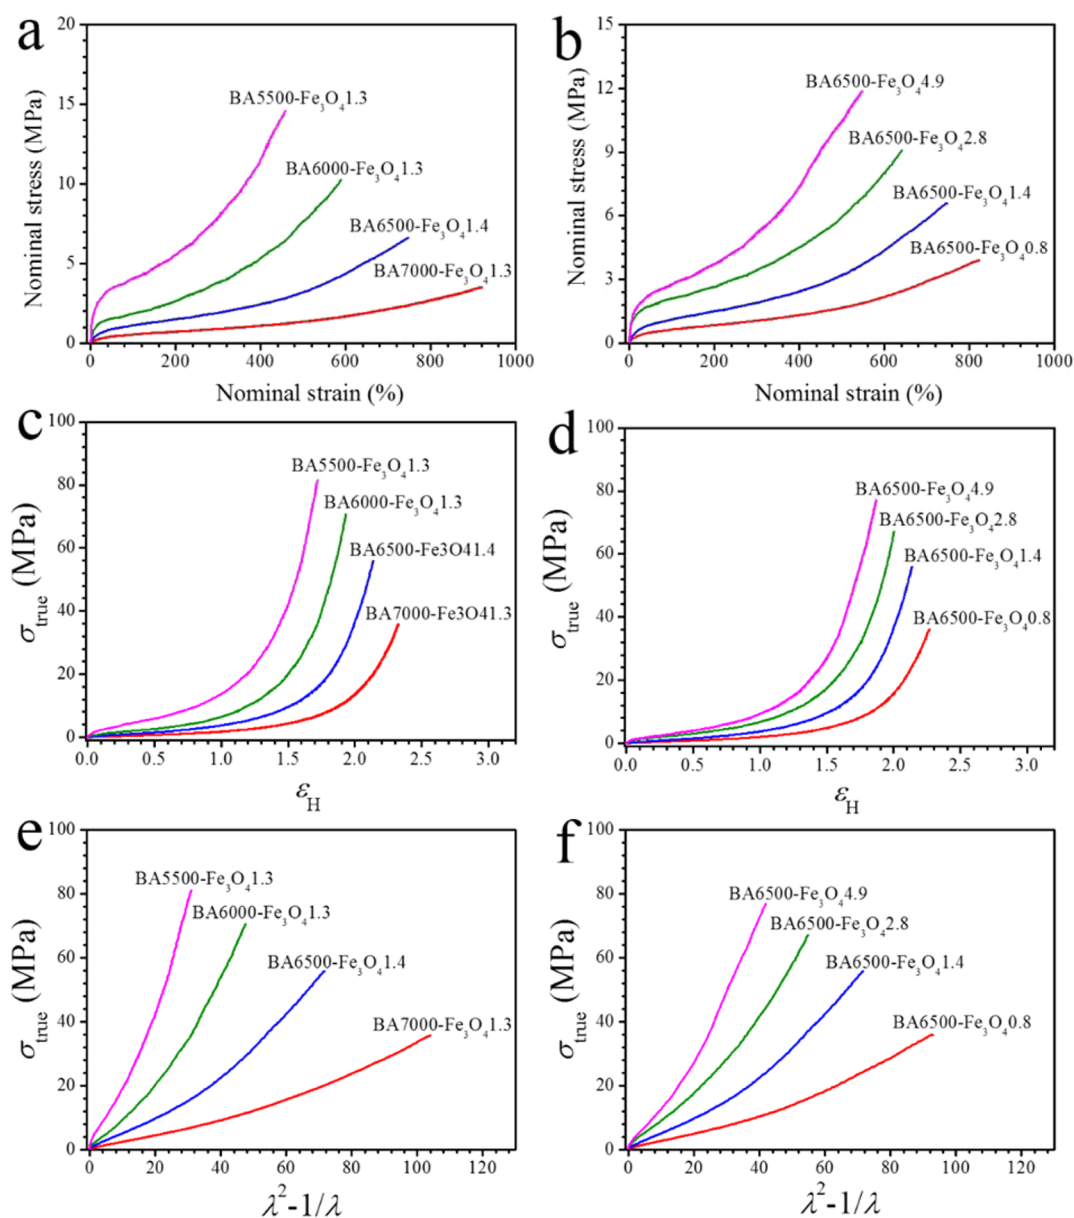 a
20
15
10
5
0
Nominal stress (MPa)
BA5500-Fe₃O₄1.3
BA6000-Fe₃O₄1.3
BA6500-Fe₃O₄1.4
BA7000-Fe₃O₄1.3
0 200 400 600 800 1000
Nominal strain (%)
b
15
12
9
6
3
0
Nominal stress (MPa)
BA6500-Fe₃O₄4.9
BA6500-Fe₃O₄2.8
BA6500-Fe₃O₄1.4
BA6500-Fe₃O₄0.8
0 200 400 600 800 1000
Nominal strain (%)
c
100
80
60
40
20
0
σtrue (MPa)
BA5500-Fe₃O₄1.3
BA6000-Fe₃O₄1.3
BA6500-Fe3O41.4
BA7000-Fe3O41.3
0.0 0.5 1.0 1.5 2.0 2.5 3.0
εH
d
100
80
60
40
20
0
σtrue (MPa)
BA6500-Fe₃O₄4.9
BA6500-Fe₃O₄2.8
BA6500-Fe₃O₄1.4
BA6500-Fe₃O₄0.8
0.0 0.5 1.0 1.5 2.0 2.5 3.0
εH
e
100
80
60
40
20
0
σtrue (MPa)
BA5500-Fe₃O₄1.3
BA6000-Fe₃O₄1.3
BA6500-Fe₃O₄1.4
BA7000-Fe₃O₄1.3
0 20 40 60 80 100 120
λ²-1/λ
f
100
80
60
40
20
0
σtrue (MPa)
BA6500-Fe₃O₄4.9
BA6500-Fe₃O₄2.8
BA6500-Fe₃O₄1.4
BA6500-Fe₃O₄0.8
0 20 40 60 80 100 120
λ²-1/λ